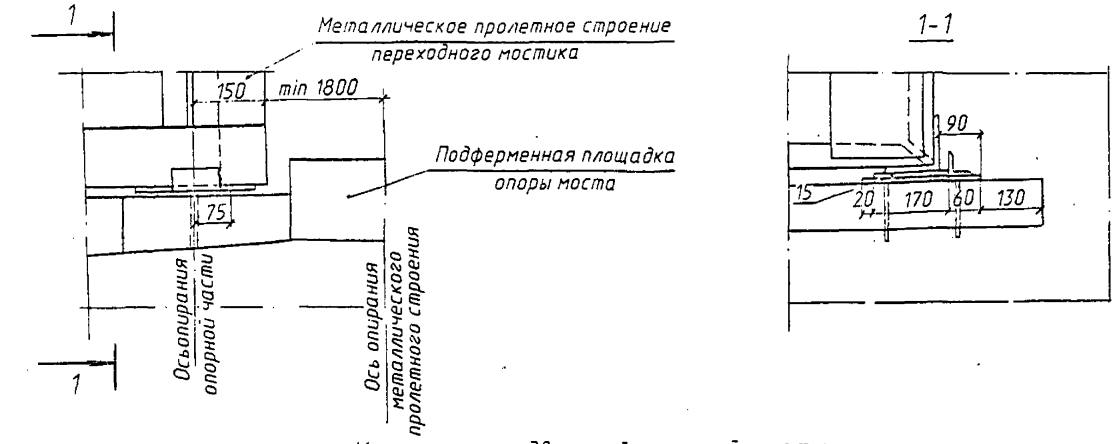 1
Металлическое пролетное строение
переходного мостика
150
min 1800
Подферменная площадка
опоры моста
75
Ось опирания
опорной части
Ось опирания
металлического
пролетного строения
1
1-1
90
15
20
170
60
130